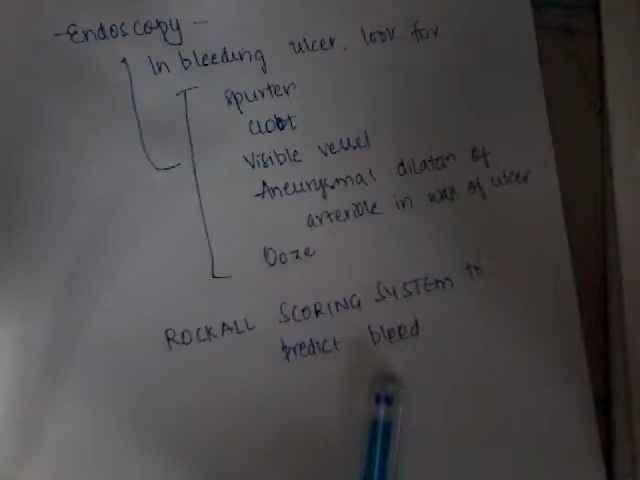 - Endoscopy -
In bleeding ulcer, look for
spurter
clot
Visible vessel
Aneurysmal dilatan of
arteriole in wall of ulcer
Ooze
ROCKALL SCORING SYSTEM to
predict bleed